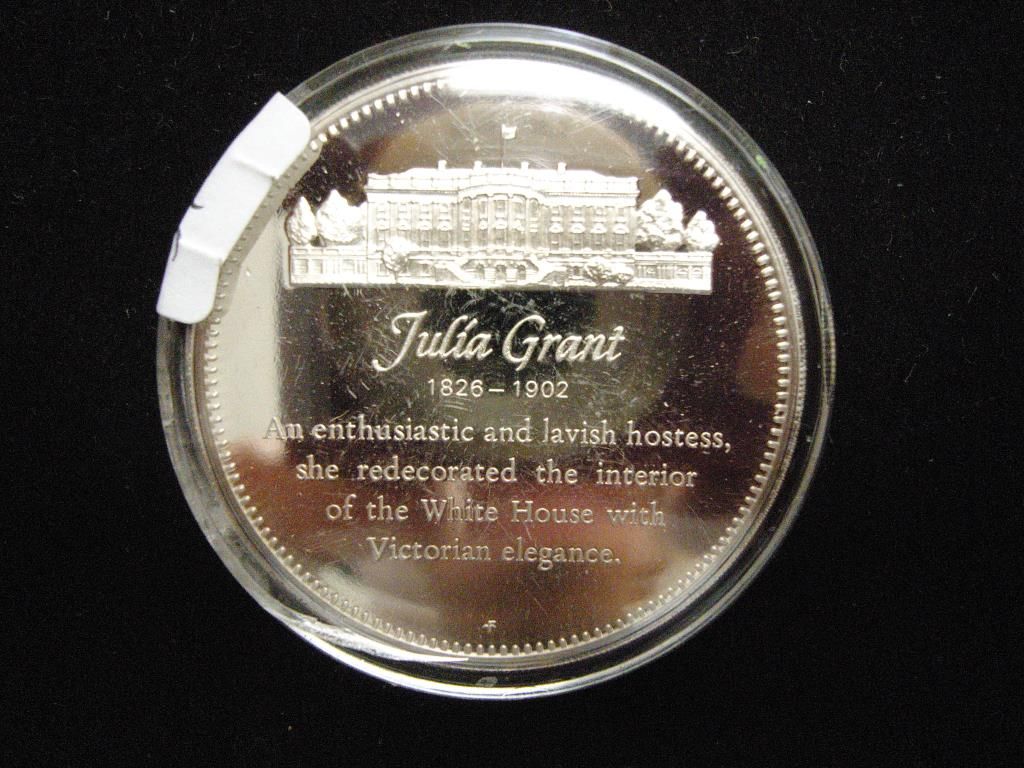 Julia Grant
1826–1902
An enthusiastic and lavish hostess,
she redecorated the interior
of the White House with
Victorian elegance.